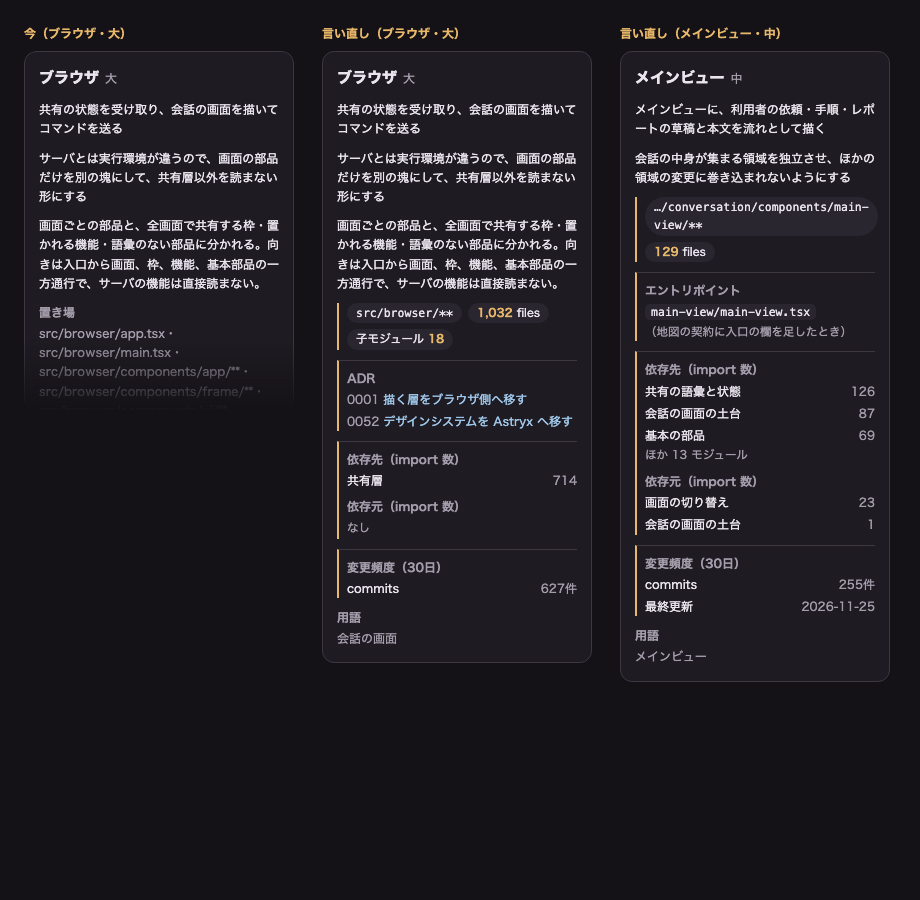 今（ブラウザ・大）
ブラウザ 大
共有の状態を受け取り、会話の画面を描いて
コマンドを送る
サーバとは実行環境が違うので、画面の部品
だけを別の塊にして、共有層以外を読まない
形にする
画面ごとの部品と、全画面で共有する枠・置
かれる機能・語彙のない部品に分かれる。向
きは入口から画面、枠、機能、基本部品の一
方通行で、サーバの機能は直接読まない。
置き場
src/browser/app.tsx・
src/browser/main.tsx・
src/browser/components/app/**・
src/browser/components/frame/**・
言い直し（ブラウザ・大）
ブラウザ 大
共有の状態を受け取り、会話の画面を描いて
コマンドを送る
サーバとは実行環境が違うので、画面の部品
だけを別の塊にして、共有層以外を読まない
形にする
画面ごとの部品と、全画面で共有する枠・置
かれる機能・語彙のない部品に分かれる。向
きは入口から画面、枠、機能、基本部品の一
方通行で、サーバの機能は直接読まない。
src/browser/** 1,032 files
子モジュール 18
ADR
0001 描く層をブラウザ側へ移す
0052 デザインシステムを Astryx へ移す
依存先（import 数）
共有層 714
依存元（import 数）
なし
変更頻度（30日）
commits 627件
用語
会話の画面
言い直し（メインビュー・中）
メインビュー 中
メインビューに、利用者の依頼・手順・レポ
ートの草稿と本文を流れとして描く
会話の中身が集まる領域を独立させ、ほかの
領域の変更に巻き込まれないようにする
…/conversation/components/main-
view/**
129 files
エントリポイント
main-view/main-view.tsx
（地図の契約に入口の欄を足したとき）
依存先（import 数）
共有の語彙と状態 126
会話の画面の土台 87
基本の部品 69
ほか 13 モジュール
依存元（import 数）
画面の切り替え 23
会話の画面の土台 1
変更頻度（30日）
commits 255件
最終更新 2026-11-25
用語
メインビュー